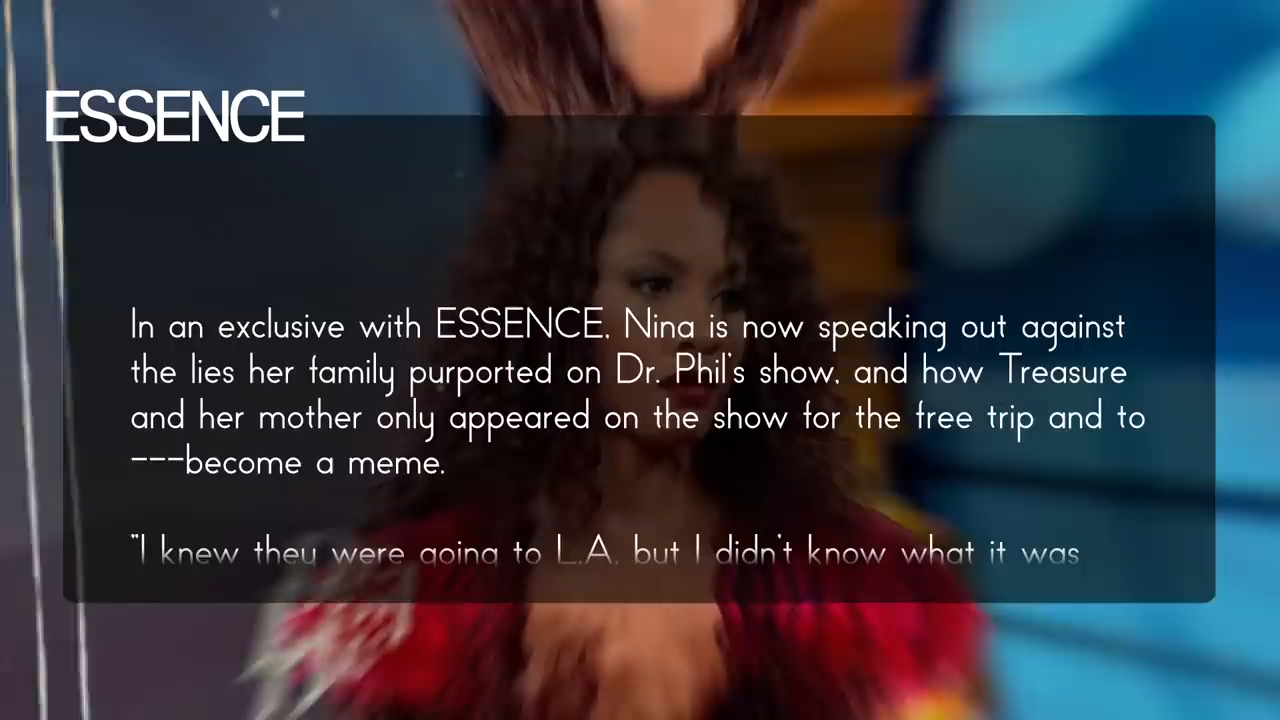 ESSENCE
In an exclusive with ESSENCE, Nina is now speaking out against
the lies her family purported on Dr. Phil's show, and how Treasure
and her mother only appeared on the show for the free trip and to
---become a meme.
"I knew they were going to L.A. but I didn't know what it was